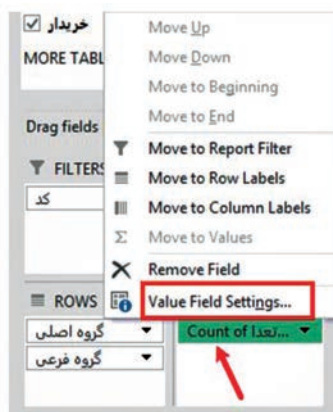 خریدار
MORE TABL
Drag fields
FILTERS
کد
ROWS
گروه اصلی
گروه فرعی
Move Up
Move Down
Move to Beginning
Move to End
Move to Report Filter
Move to Row Labels
Move to Column Labels
Σ Move to Values
Remove Field
Value Field Settings...
Count of تعدا...